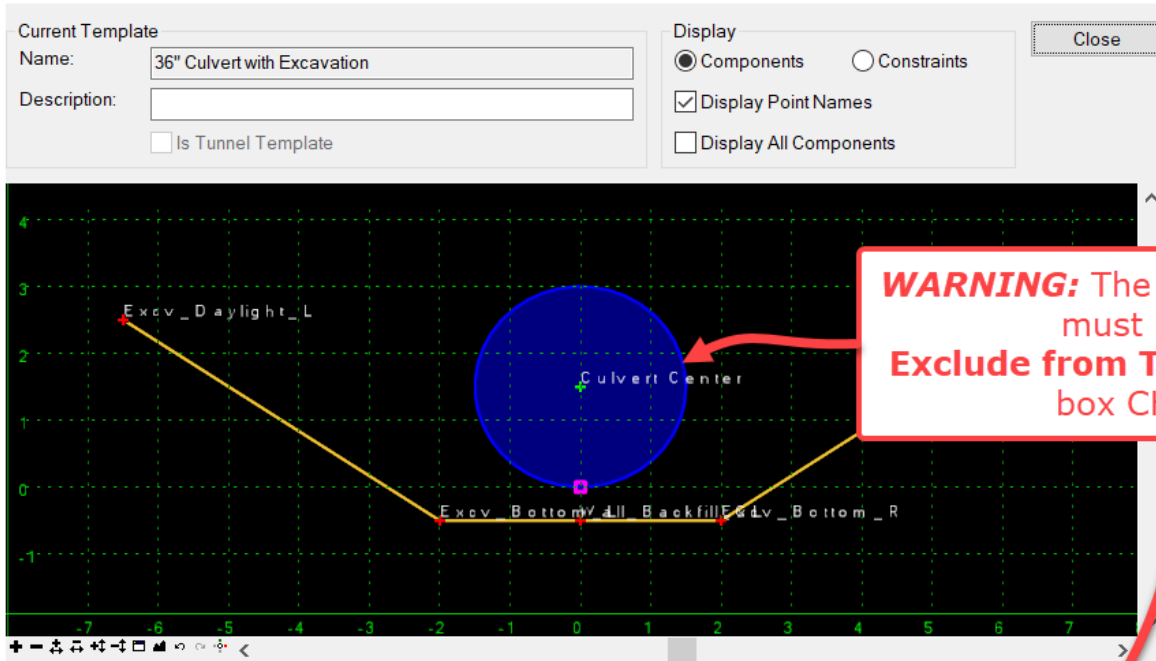 Current Template
Name:
36" Culvert with Excavation
Description:
Is Tunnel Template
Display
Components
Constraints
Display Point Names
Display All Components
Close
4
3
2
1
0
-1
Excv_Daylight_L
Culvert Center
Excv_Bottom_L
Wall_Backfill_
Excv_Bottom_R
WARNING: The
must
Exclude from T
box Ch
-7 -6 -5 -4 -3 -2 -1 0 1 2 3 4 5 6 7